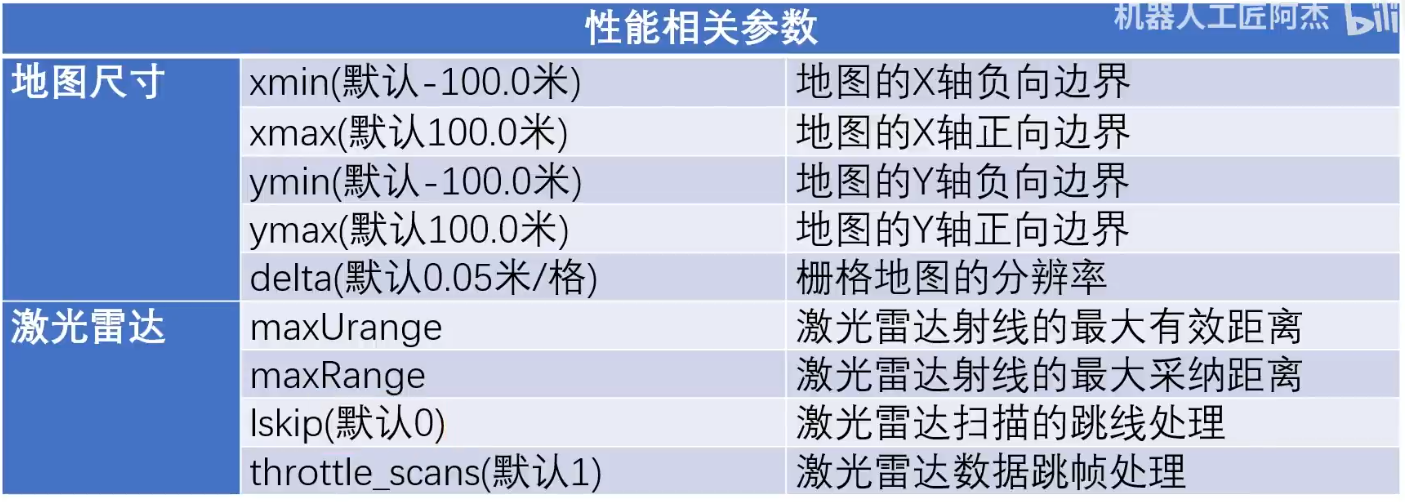 机器人工匠阿杰 bili
性能相关参数
地图尺寸 xmin(默认-100.0米) 地图的X轴负向边界
xmax(默认100.0米) 地图的X轴正向边界
ymin(默认-100.0米) 地图的Y轴负向边界
ymax(默认100.0米) 地图的Y轴正向边界
delta(默认0.05米/格) 栅格地图的分辨率
激光雷达 maxUrange 激光雷达射线的最大有效距离
maxRange 激光雷达射线的最大采纳距离
lskip(默认0) 激光雷达扫描的跳线处理
throttle_scans(默认1) 激光雷达数据跳帧处理